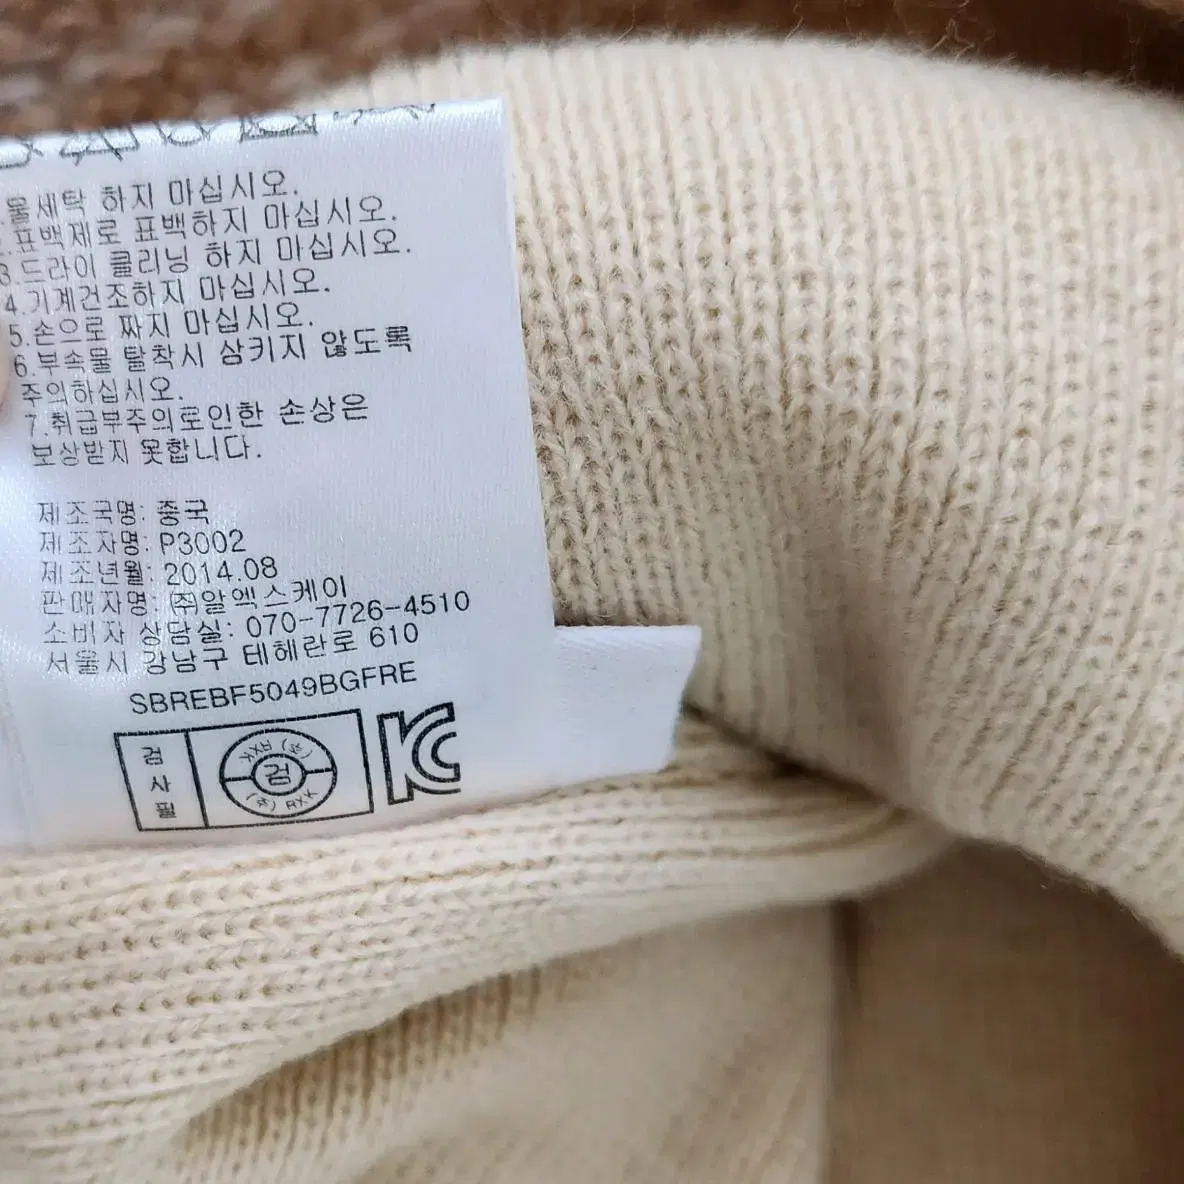 .물세탁 하지 마십시오.
2.표백제로 표백하지 마십시오.
3.드라이 클리닝 하지 마십시오.
4.기계건조하지 마십시오.
5.손으로 짜지 마십시오.
6.부속물 탈착시 삼키지 않도록
주의하십시오.
7.취급부주의로인한 손상은
보상받지 못합니다.
제조국명: 중국
제조자명: P3002
제조년월: 2014.08
판매자명: ㈜알엑스케이
소비자 상담실: 070-7726-4510
서울시 강남구 테헤란로 610
SBREBF5049BGFRE
검사필
(주) RXK
검
(주) RXK
KC